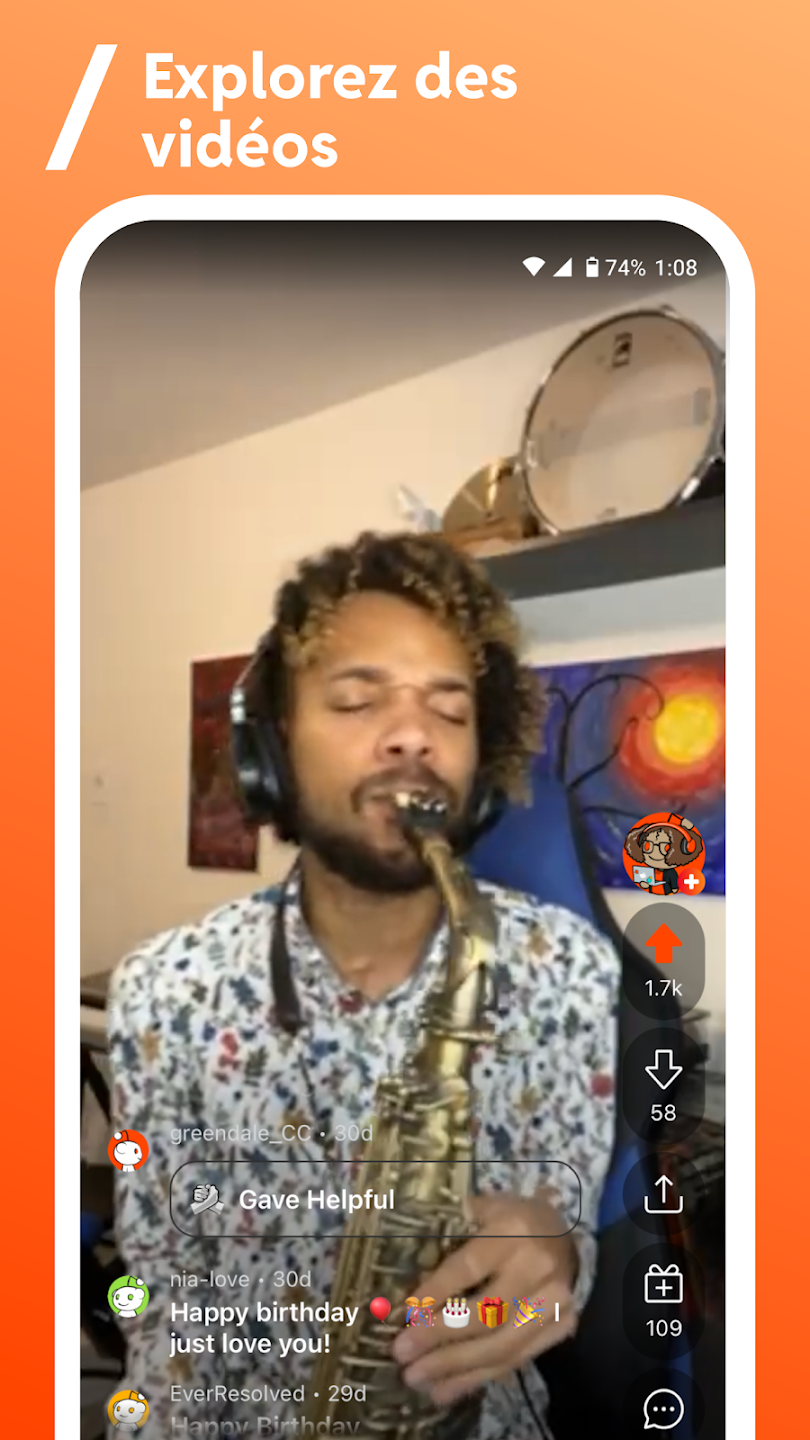 Explorez des
vidéos
74% 1:08
1.7k
58
greendale_CC • 30d
Gave Helpful
nia-love • 30d
Happy birthday 🎈 🎊 🎂 🎁 🎉 I
just love you!
109
EverResolved • 29d
Happy Birthday